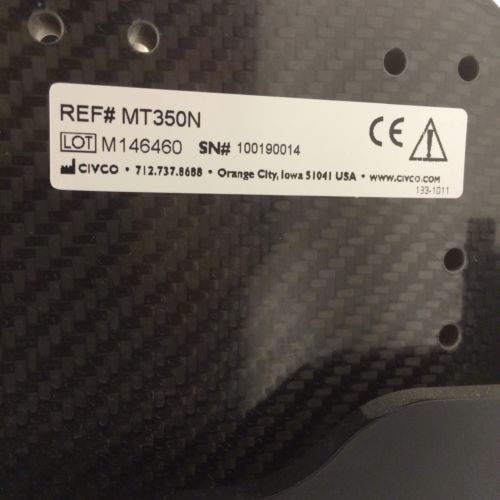 REF# MT350N
LOT M146460 SN# 100190014
CIVCO • 712.737.8688 • Orange City, Iowa 51041 USA • www.civco.com
133-1011
CE